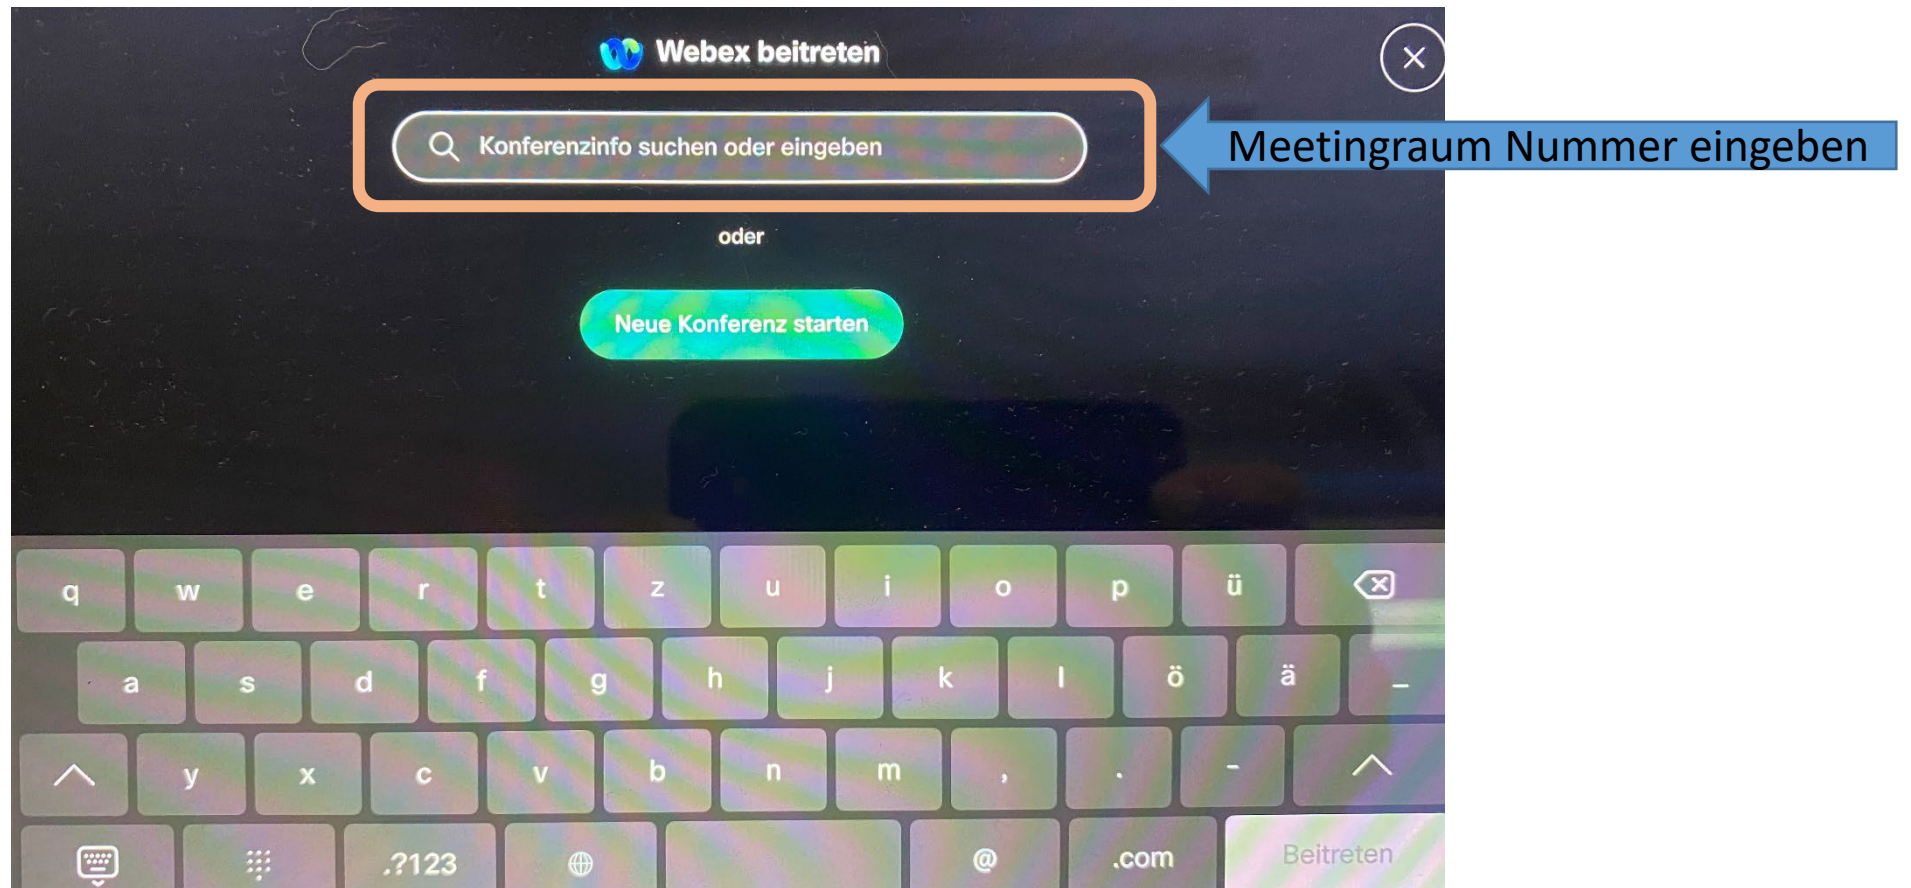 Webex beitreten
Konferenzinfo suchen oder eingeben
Meetingraum Nummer eingeben
oder
Neue Konferenz starten
q w e r t z u i o p ü
a s d f g h j k l ö ä _
y x c v b n m , . -
.?123 @ .com Beitreten